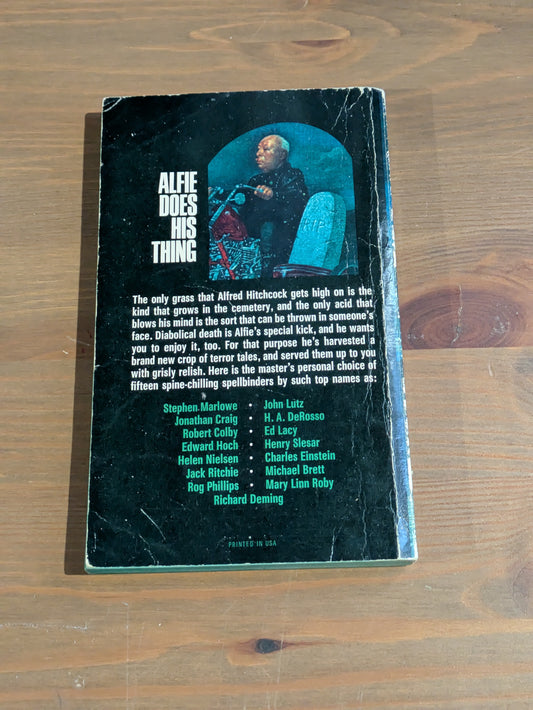 ALFIE
DOES
HIS
THING
RIP
The only grass that Alfred Hitchcock gets high on is the
kind that grows in the cemetery, and the only acid that
blows his mind is the sort that can be thrown in someone's
face. Diabolical death is Alfie's special kick, and he wants
you to enjoy it, too. For that purpose he's harvested a
brand new crop of terror tales, and served them up to you
with grisly relish. Here is the master's personal choice of
fifteen spine-chilling spellbinders by such top names as:
Stephen Marlowe • John Lutz
Jonathan Craig • H. A. DeRosso
Robert Colby • Ed Lacy
Edward Hoch • Henry Slesar
Helen Nielsen • Charles Einstein
Jack Ritchie • Michael Brett
Rog Phillips • Mary Linn Roby
Richard Deming
PRINTED IN USA